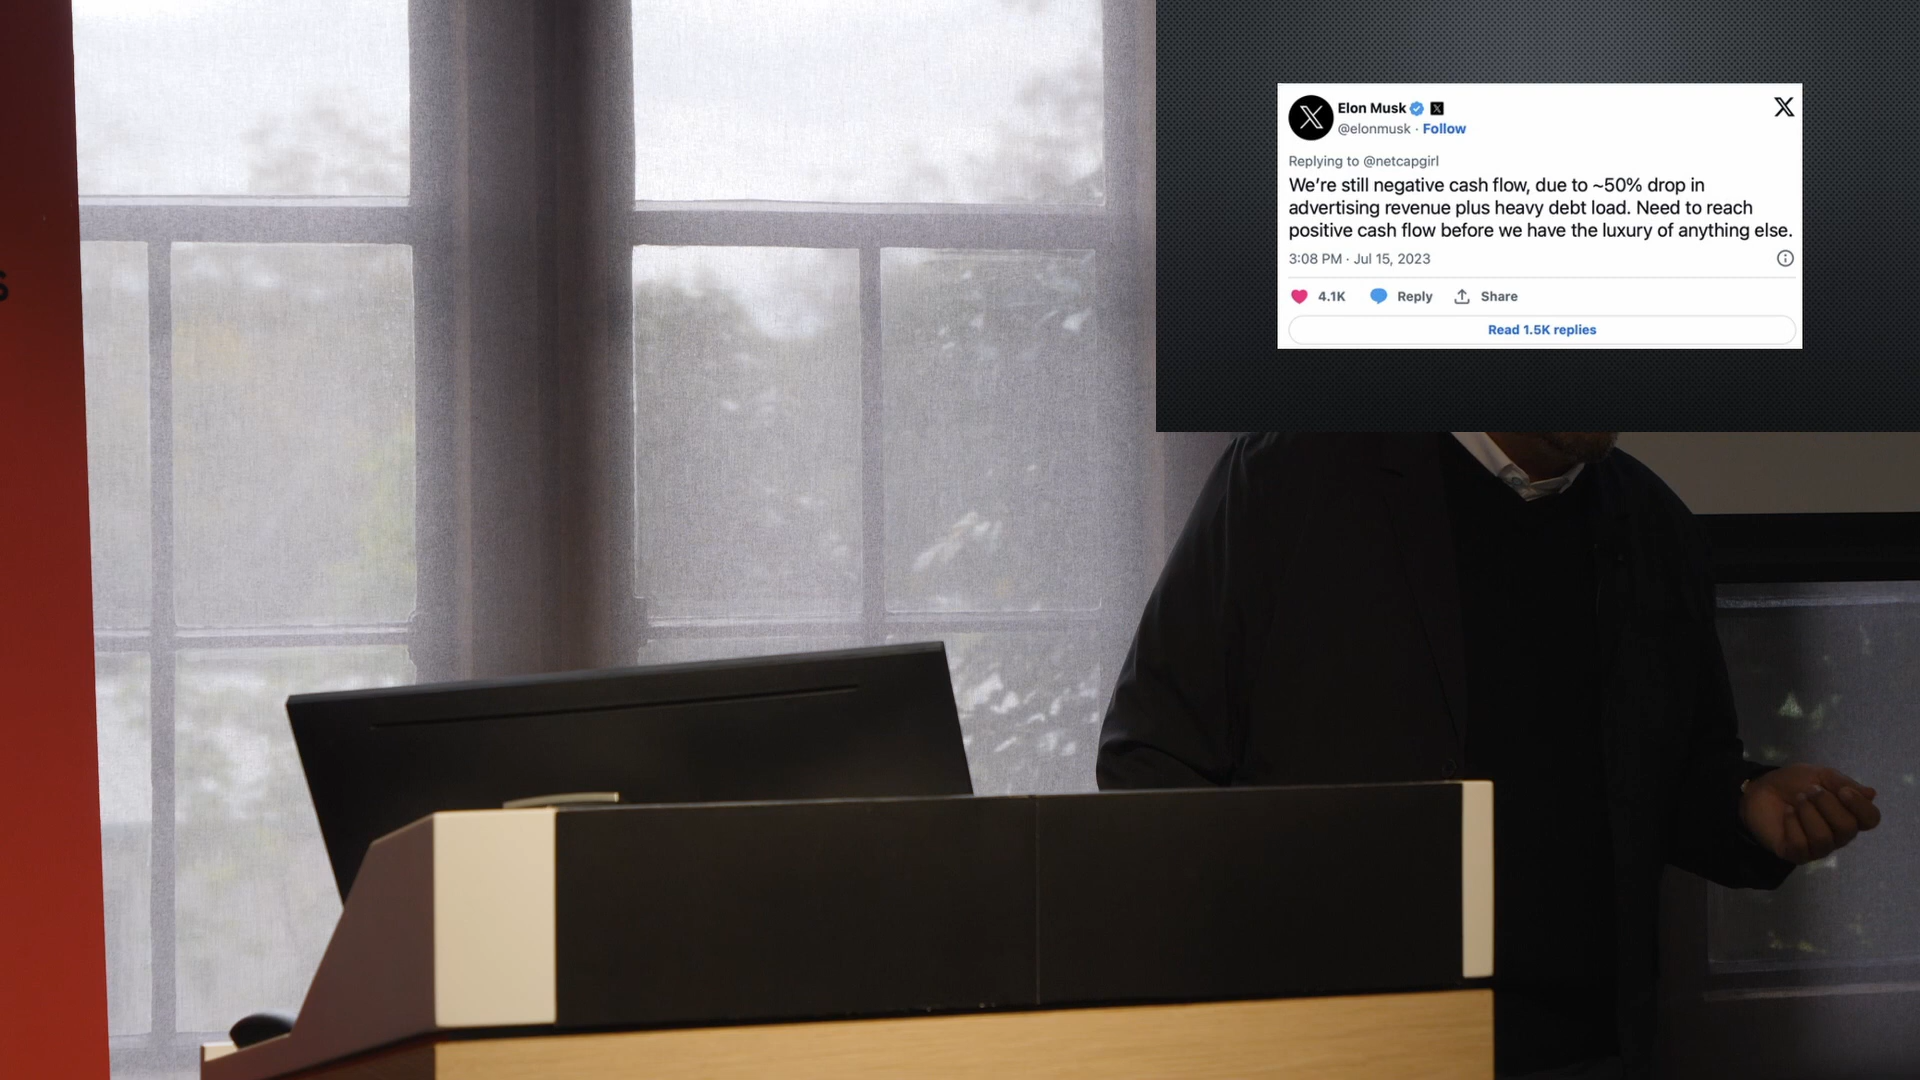 S
Elon Musk
@elonmusk · Follow
Replying to @netcapgirl
We're still negative cash flow, due to ~50% drop in
advertising revenue plus heavy debt load. Need to reach
positive cash flow before we have the luxury of anything else.
3:08 PM · Jul 15, 2023
4.1K Reply Share
Read 1.5K replies